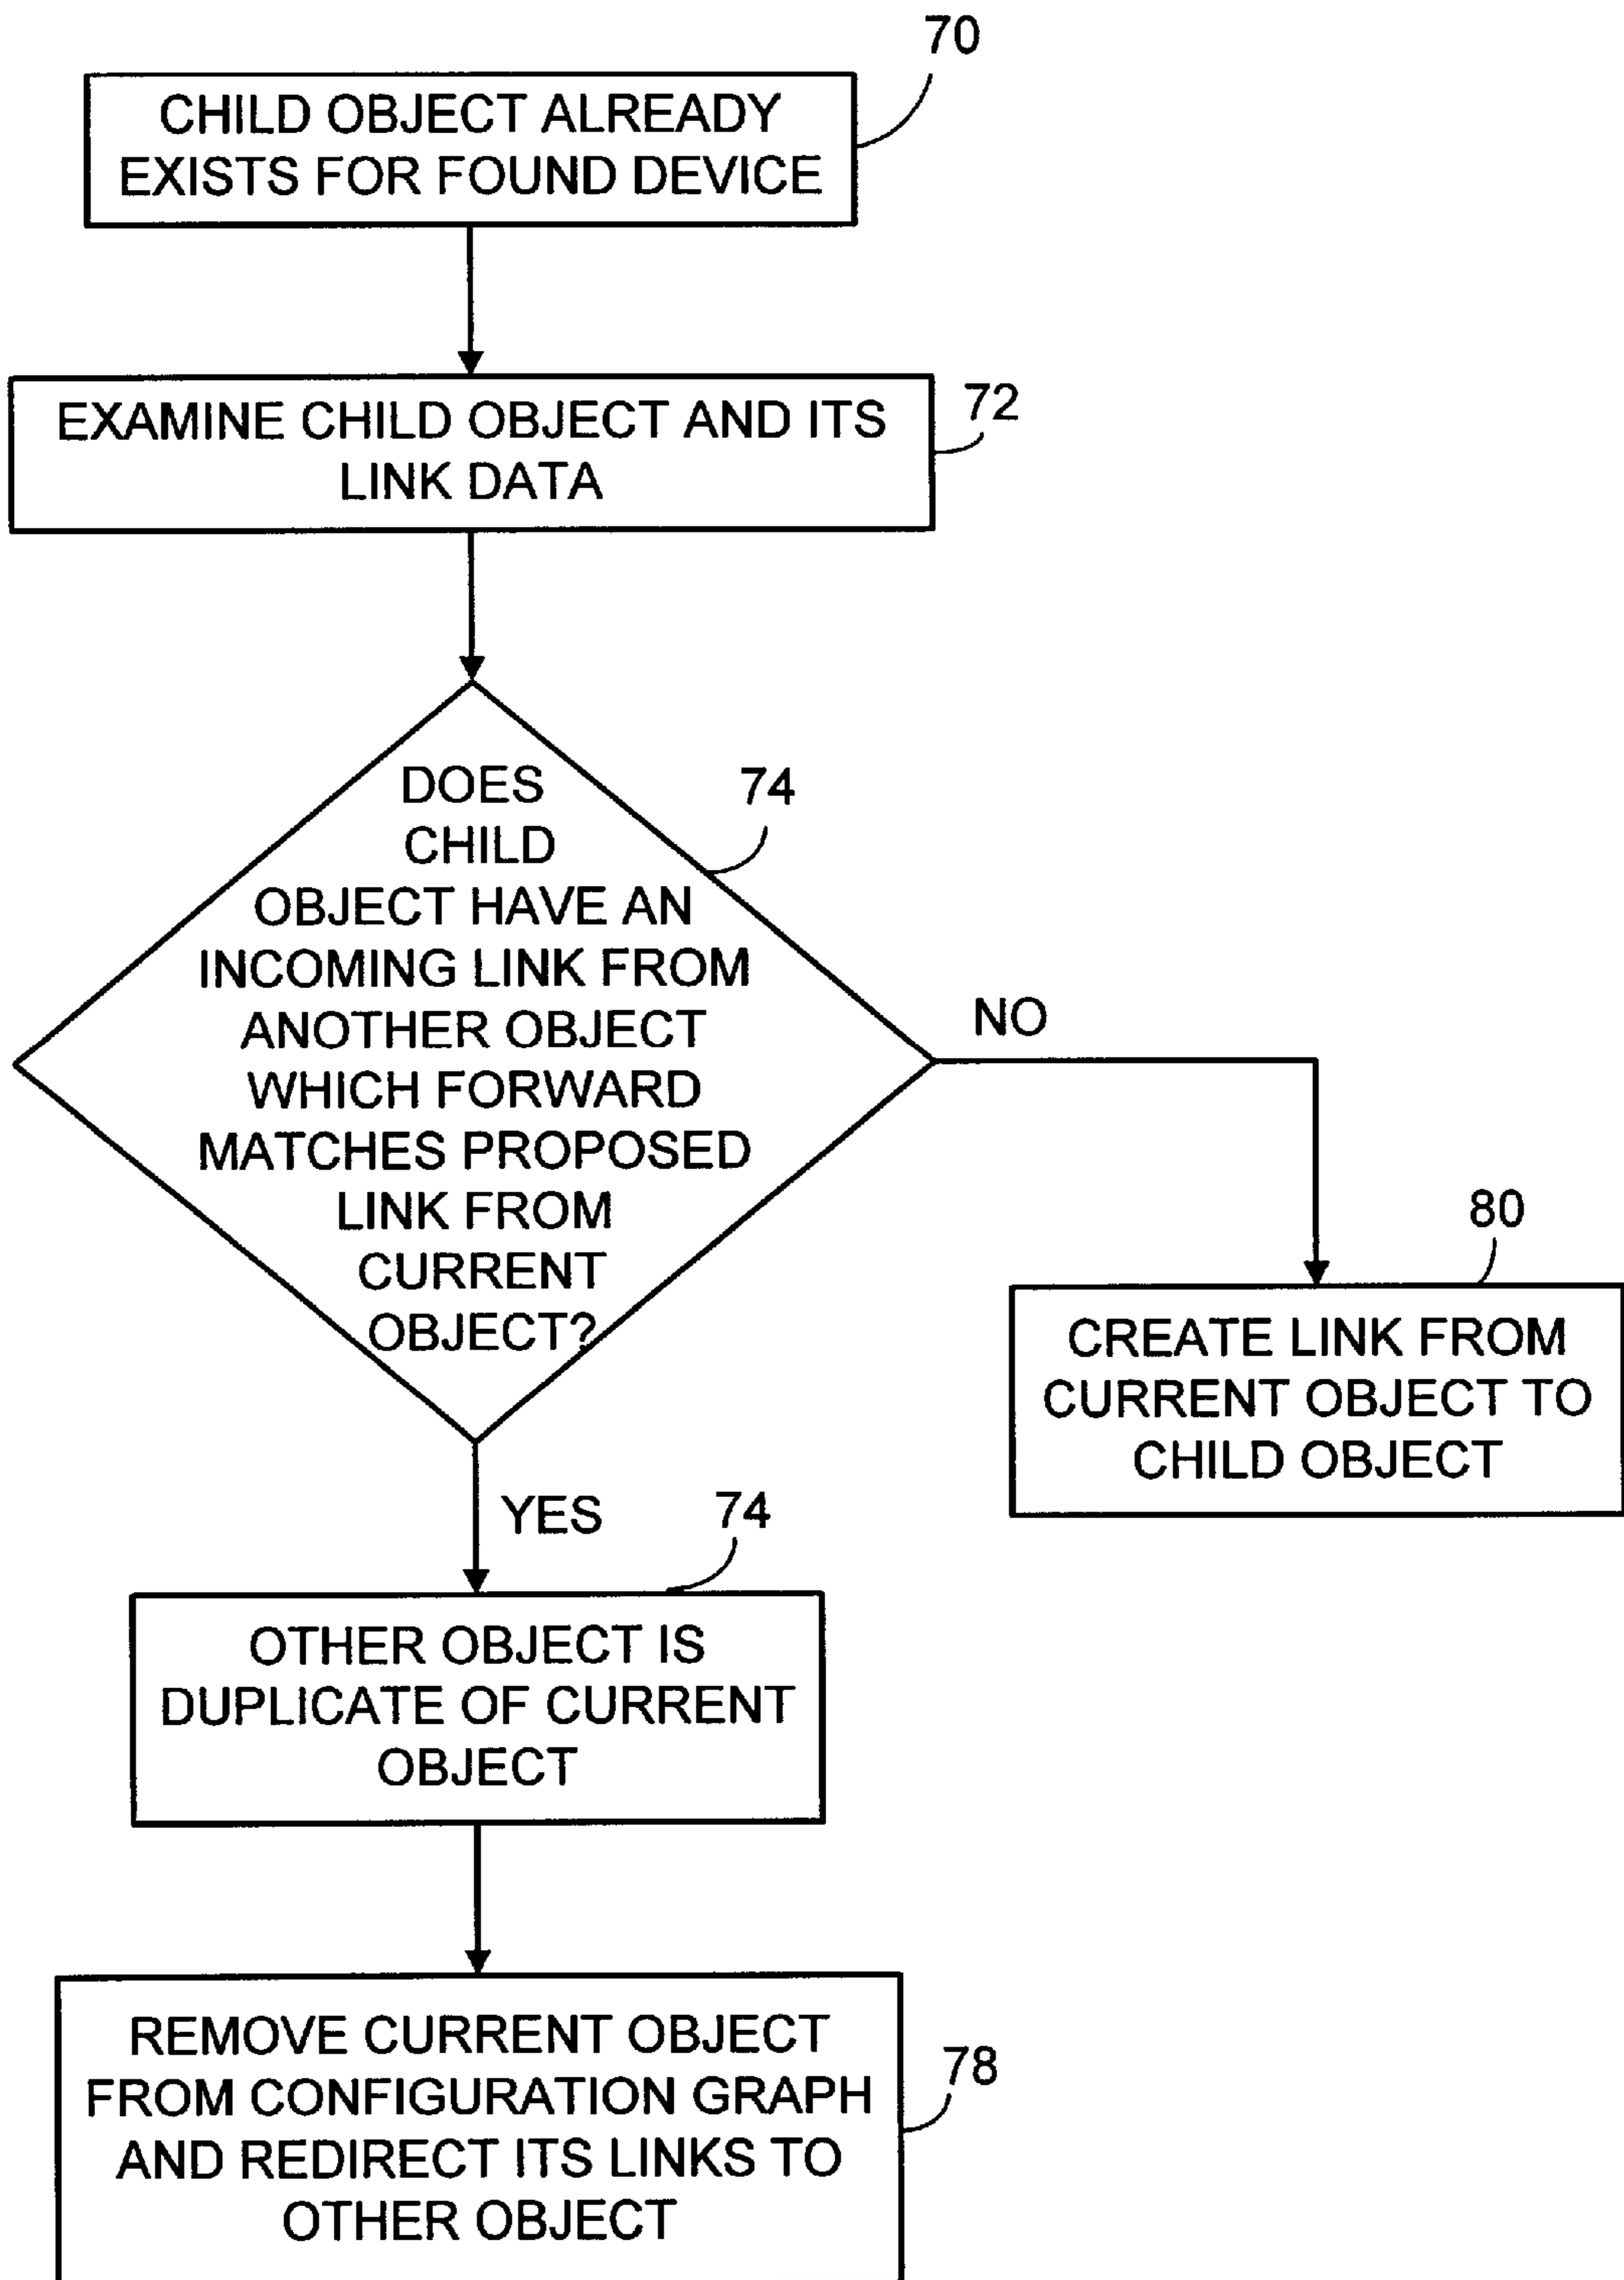 70
CHILD OBJECT ALREADY
EXISTS FOR FOUND DEVICE
72
EXAMINE CHILD OBJECT AND ITS
LINK DATA
74
DOES
CHILD
OBJECT HAVE AN
INCOMING LINK FROM
ANOTHER OBJECT
WHICH FORWARD
MATCHES PROPOSED
LINK FROM
CURRENT
OBJECT?
NO
80
CREATE LINK FROM
CURRENT OBJECT TO
CHILD OBJECT
YES
74
OTHER OBJECT IS
DUPLICATE OF CURRENT
OBJECT
78
REMOVE CURRENT OBJECT
FROM CONFIGURATION GRAPH
AND REDIRECT ITS LINKS TO
OTHER OBJECT